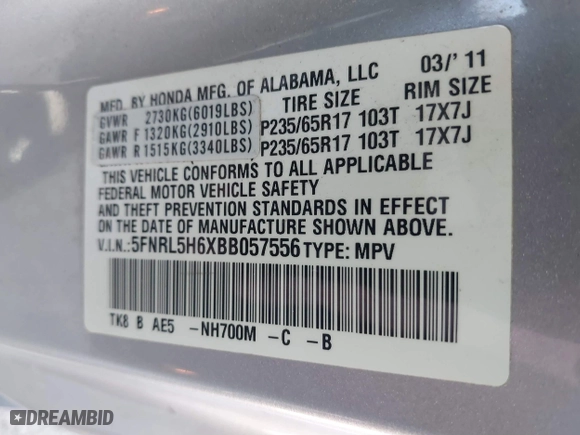 MFD. BY HONDA MFG. OF ALABAMA, LLC 03/' 11
GVWR 2730KG(6019LBS) TIRE SIZE RIM SIZE
GAWR F 1320KG(2910LBS) P235/65R17 103T 17X7J
GAWR R 1515KG(3340LBS) P235/65R17 103T 17X7J
THIS VEHICLE CONFORMS TO ALL APPLICABLE
FEDERAL MOTOR VEHICLE SAFETY
AND THEFT PREVENTION STANDARDS IN EFFECT
ON THE DATE OF MANUFACTURE SHOWN ABOVE.
V.I.N.: 5FNRL5H6XBB057556 TYPE: MPV
TK8 B AE5 -NH700M -C -B
DREAMBID